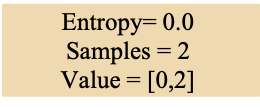 Entropy= 0.0
Samples = 2
Value = [0,2]